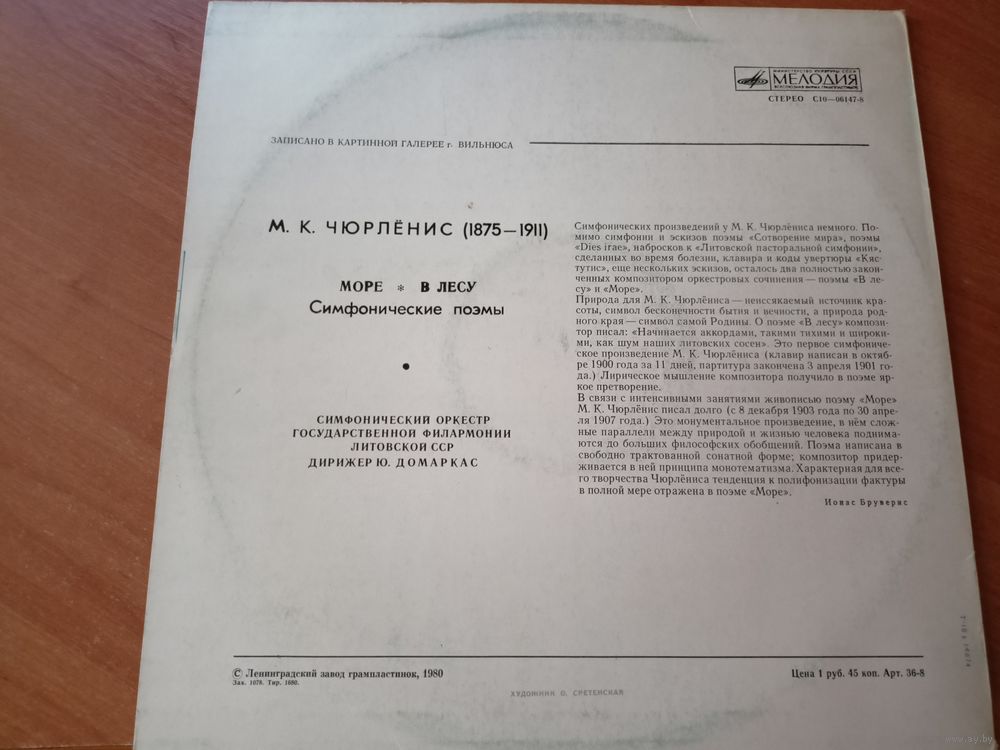 МИНИСТЕРСТВО КУЛЬТУРЫ СССР
МЕЛОДИЯ
ВСЕСОЮЗНАЯ ФИРМА ГРАМПЛАСТИНОК
СТЕРЕО С10—06147-8
ЗАПИСАНО В КАРТИННОЙ ГАЛЕРЕЕ г. ВИЛЬНЮСА
М. К. ЧЮРЛЁНИС (1875—1911)
МОРЕ * В ЛЕСУ
Симфонические поэмы
СИМФОНИЧЕСКИЙ ОРКЕСТР
ГОСУДАРСТВЕННОЙ ФИЛАРМОНИИ
ЛИТОВСКОЙ ССР
ДИРИЖЕР Ю. ДОМАРКАС
Симфонических произведений у М. К. Чюрлёниса немного. По-
мимо симфонии и эскизов поэмы «Сотворение мира», поэмы
«Dies irae», набросков к «Литовской пасторальной симфонии»,
сделанных во время болезни, клавира и коды увертюры «Кяс-
тутис», еще нескольких эскизов, осталось два полностью закон-
ченных композитором оркестровых сочинения — поэмы «В ле-
су» и «Море».
Природа для М. К. Чюрлёниса — неиссякаемый источник кра-
соты, символ бесконечности бытия и вечности, а природа род-
ного края — символ самой Родины. О поэме «В лесу» компози-
тор писал: «Начинается аккордами, такими тихими и широки-
ми, как шум наших литовских сосен». Это первое симфониче-
ское произведение М. К. Чюрлёниса (клавир написан в октяб-
ре 1900 года за 11 дней, партитура закончена 3 апреля 1901 го-
да.) Лирическое мышление композитора получило в поэме яр-
кое претворение.
В связи с интенсивными занятиями живописью поэму «Море»
М. К. Чюрлёнис писал долго (с 8 декабря 1903 года по 30 апре-
ля 1907 года.) Это монументальное произведение, в нём слож-
ные параллели между природой и жизнью человека поднима-
ются до больших философских обобщений. Поэма написана в
свободно трактованной сонатной форме; композитор придер-
живается в ней принципа монотематизма. Характерная для все-
го творчества Чюрлёниса тенденция к полифонизации фактуры
в полной мере отражена в поэме «Море».
Ионас Бруверис
© Ленинградский завод грампластинок, 1980
Зак. 1078. Тир. 1680.
Цена 1 руб. 45 коп. Арт. 36-8
ХУДОЖНИК О. СРЕТЕНСКАЯ
www.ay.by